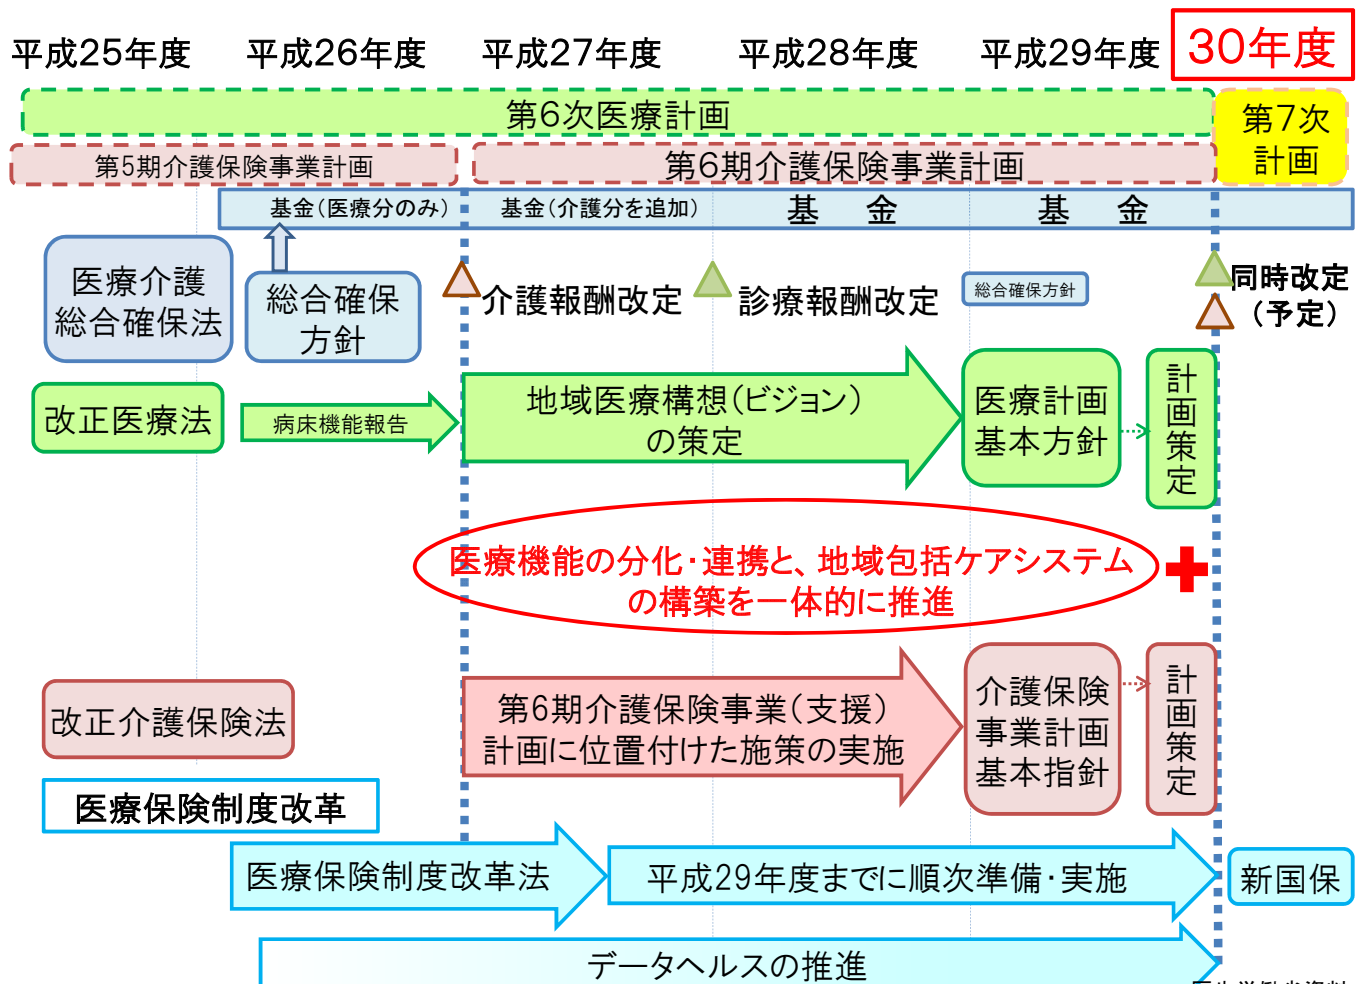 平成25年度
平成26年度
平成27年度
平成28年度
平成29年度
30年度
第6次医療計画
第7次
計画
第5期介護保険事業計画
第6期介護保険事業計画
基金(医療分のみ)
基金(介護分を追加)
基　金
基　金
医療介護
総合確保法
総合確保
方針
介護報酬改定
診療報酬改定
総合確保方針
同時改定
(予定)
改正医療法
病床機能報告
地域医療構想(ビジョン)
の策定
医療計画
基本方針
計画策定
医療機能の分化・連携と、地域包括ケアシステム
の構築を一体的に推進
改正介護保険法
第6期介護保険事業(支援)
計画に位置付けた施策の実施
介護保険
事業計画
基本指針
計画策定
医療保険制度改革
医療保険制度改革法
平成29年度までに順次準備・実施
新国保
データヘルスの推進